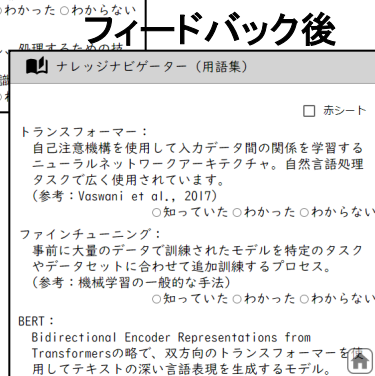 わかった ○わからない
フィードバック後
処理するための技
識
ナレッジナビゲーター（用語集）
□ 赤シート
トランスフォーマー：
自己注意機構を使用して入力データ間の関係を学習する
ニューラルネットワークアーキテクチャ。自然言語処理
タスクで広く使用されています。
（参考：Vaswani et al., 2017）
○知っていた ○わかった ○わからない
ファインチューニング：
事前に大量のデータで訓練されたモデルを特定のタスク
やデータセットに合わせて追加訓練するプロセス。
（参考：機械学習の一般的な手法）
○知っていた ○わかった ○わからない
BERT：
Bidirectional Encoder Representations from
Transformersの略で、双方向のトランスフォーマーを使
用してテキストの深い言語表現を生成するモデル。